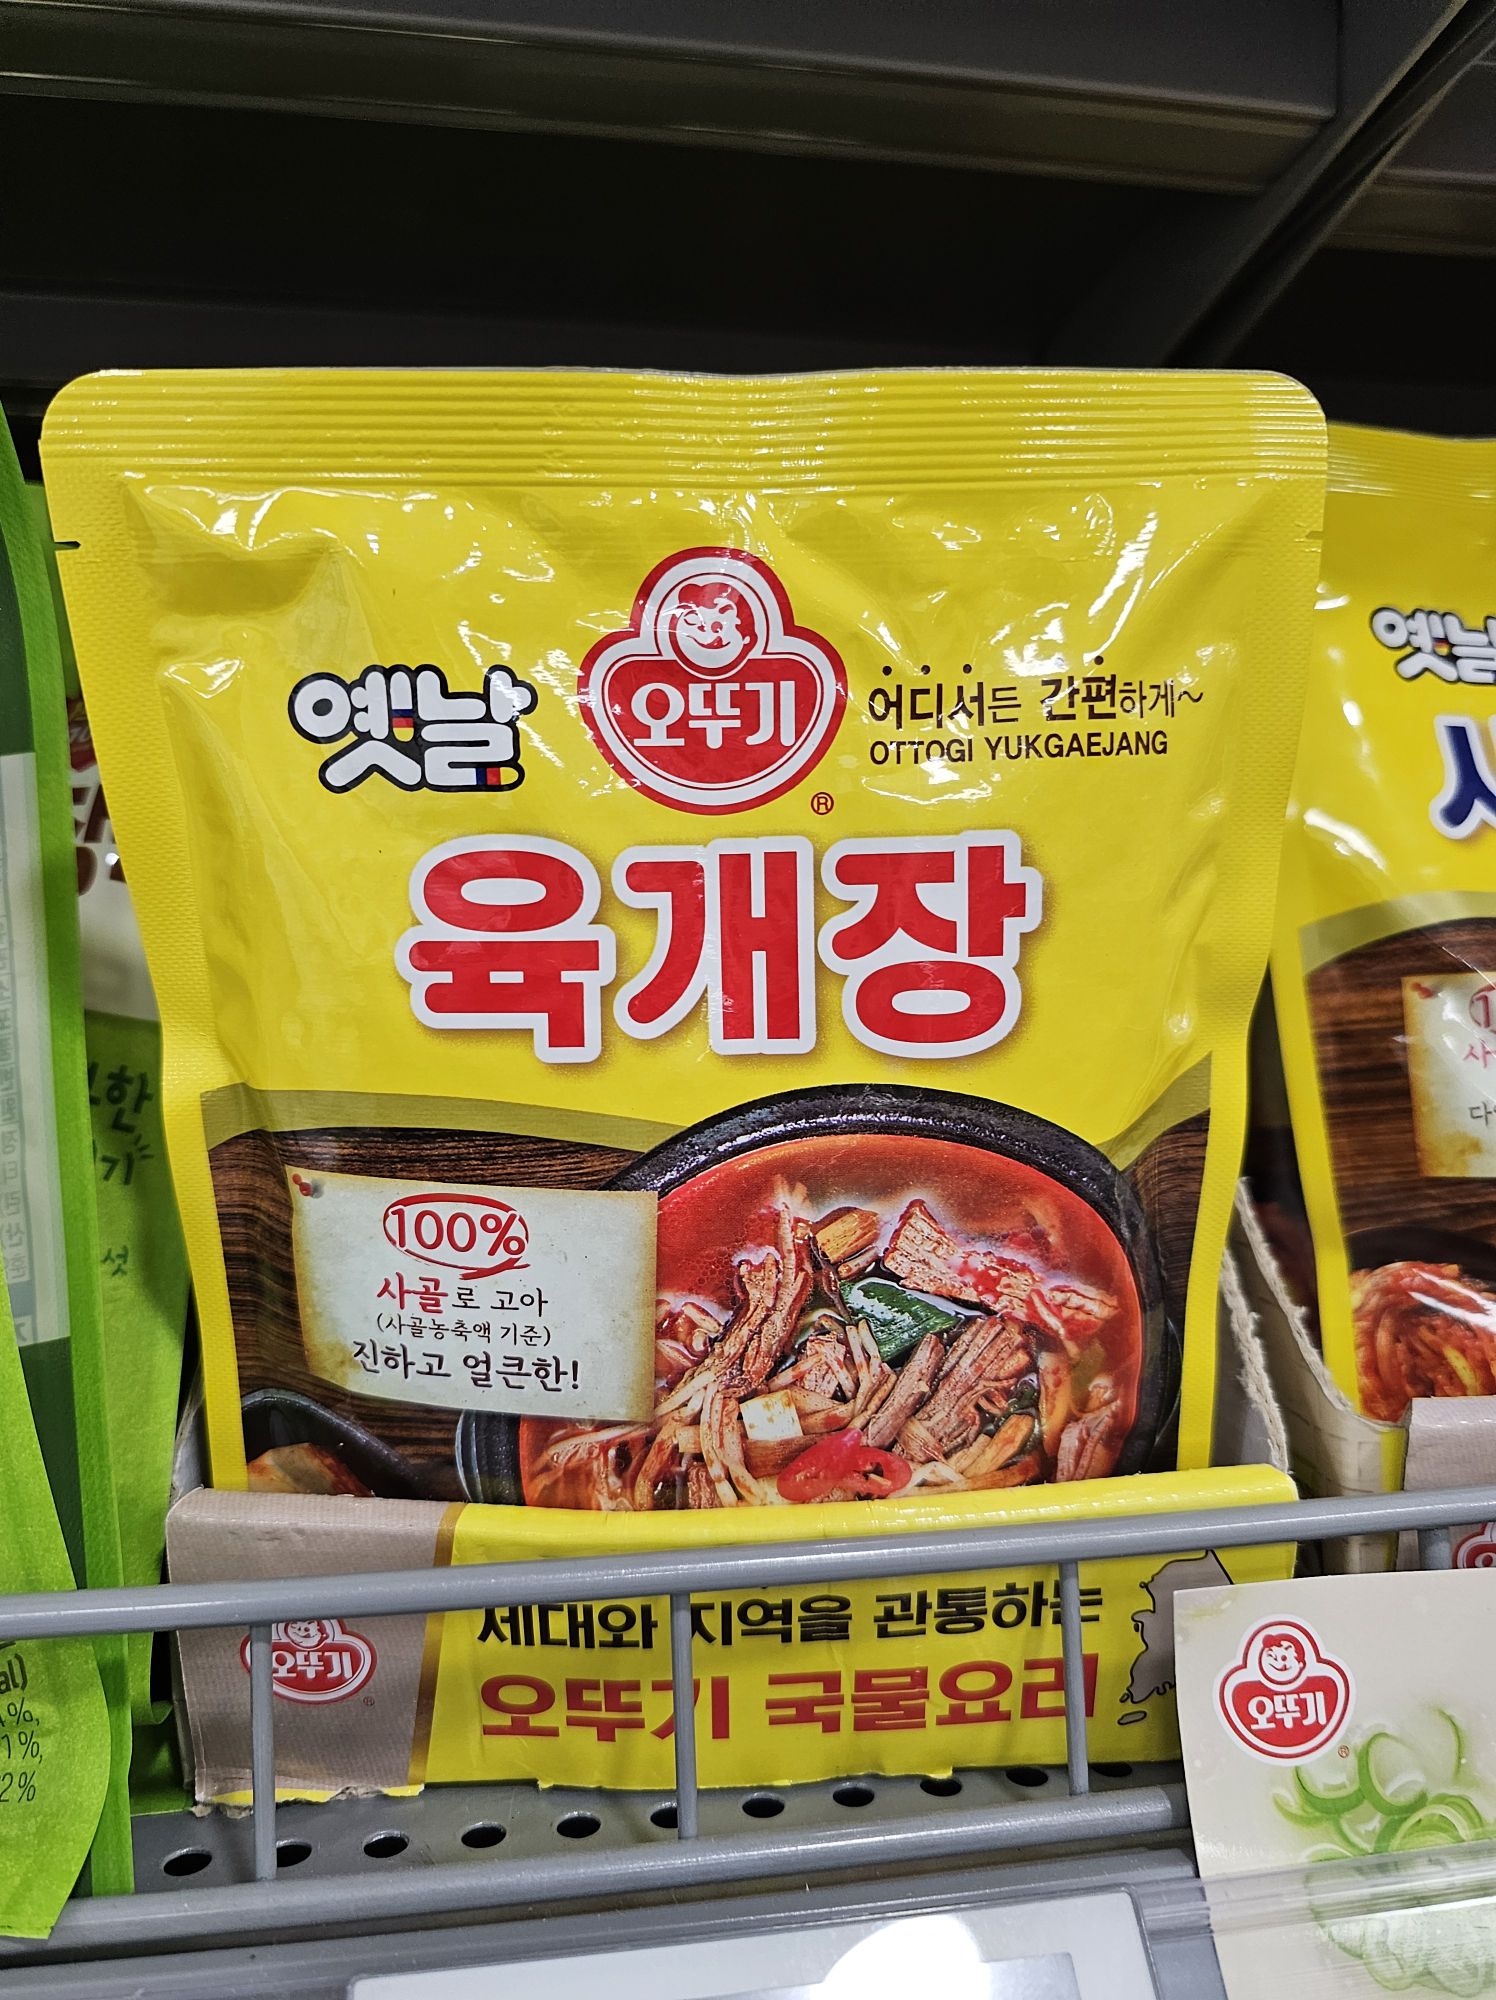 옛날
오뚜기
®
어디서든 간편하게~
OTTOGI YUKGAEJANG
육개장
100%
사골로 고아
(사골농축액 기준)
진하고 얼큰한!
옛날
오뚜기
®
세대와 지역을 관통하는
오뚜기 국물요리
오뚜기
®